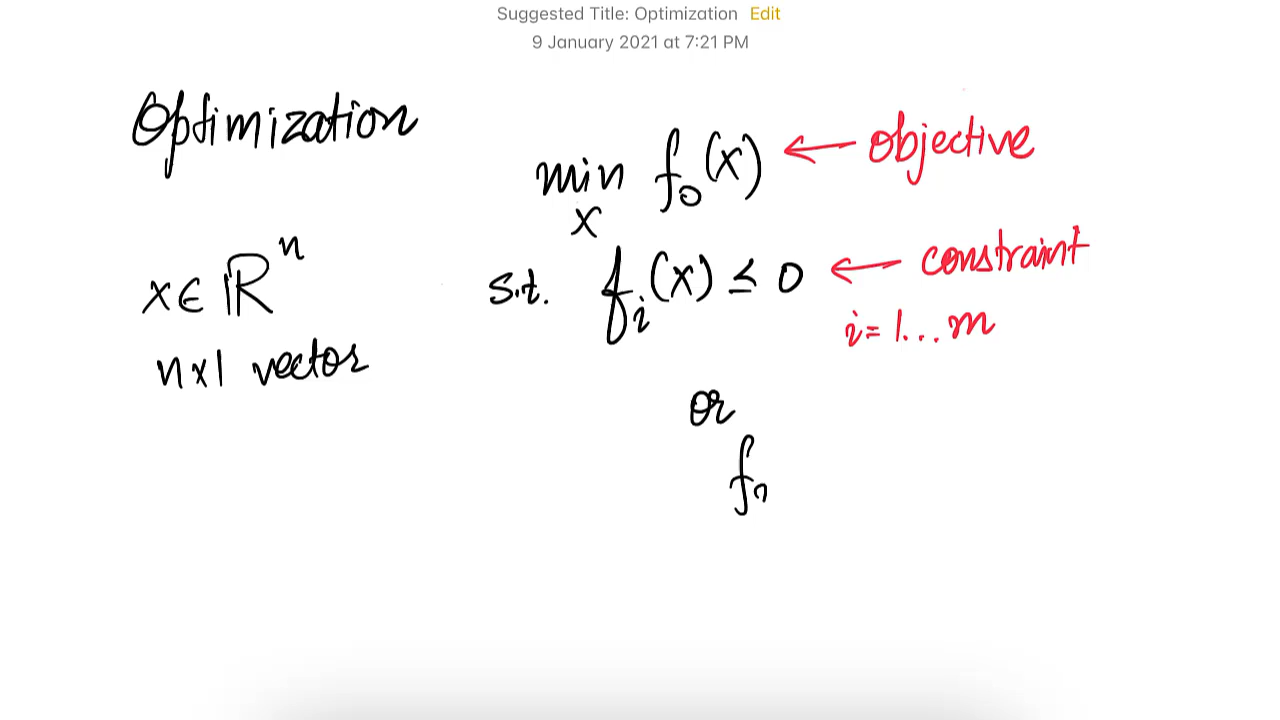 Suggested Title: Optimization Edit
9 January 2021 at 7:21 PM
Optimization
min f₀(x) ← objective
x
x ∈ ℝⁿ
s.t. fᵢ(x) ≤ 0 ← constraint
i = 1...m
n x 1 vector
or
f